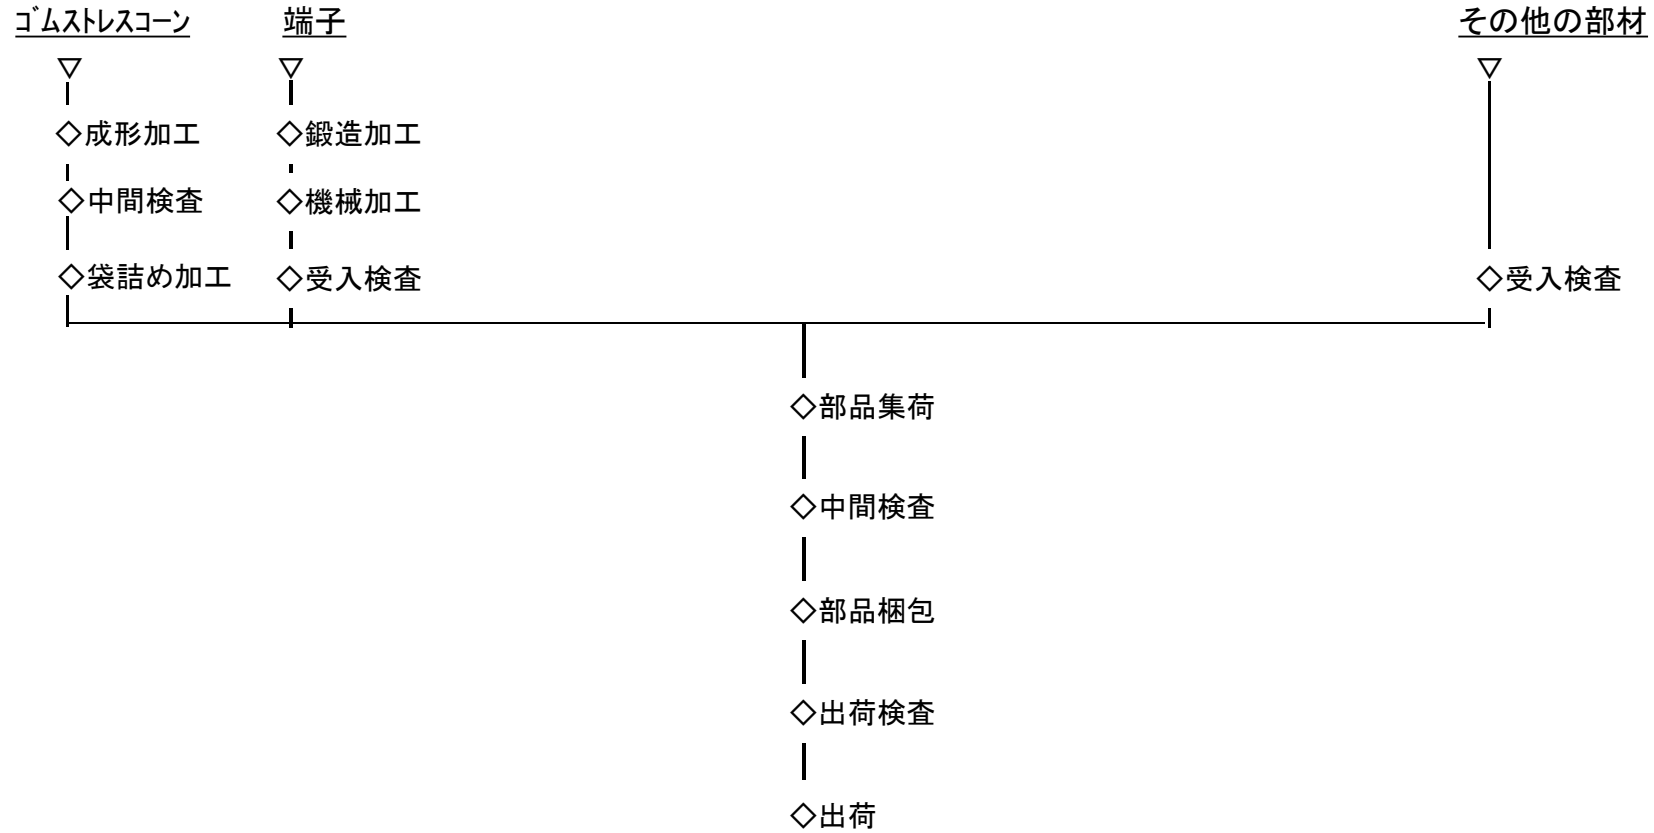 ｺﾞﾑｽﾄﾚｽｺｰﾝ 端子 その他の部材
▽ ▽ ▽
◇成形加工 ◇鍛造加工
◇中間検査 ◇機械加工
◇袋詰め加工 ◇受入検査 ◇受入検査
◇部品集荷
◇中間検査
◇部品梱包
◇出荷検査
◇出荷